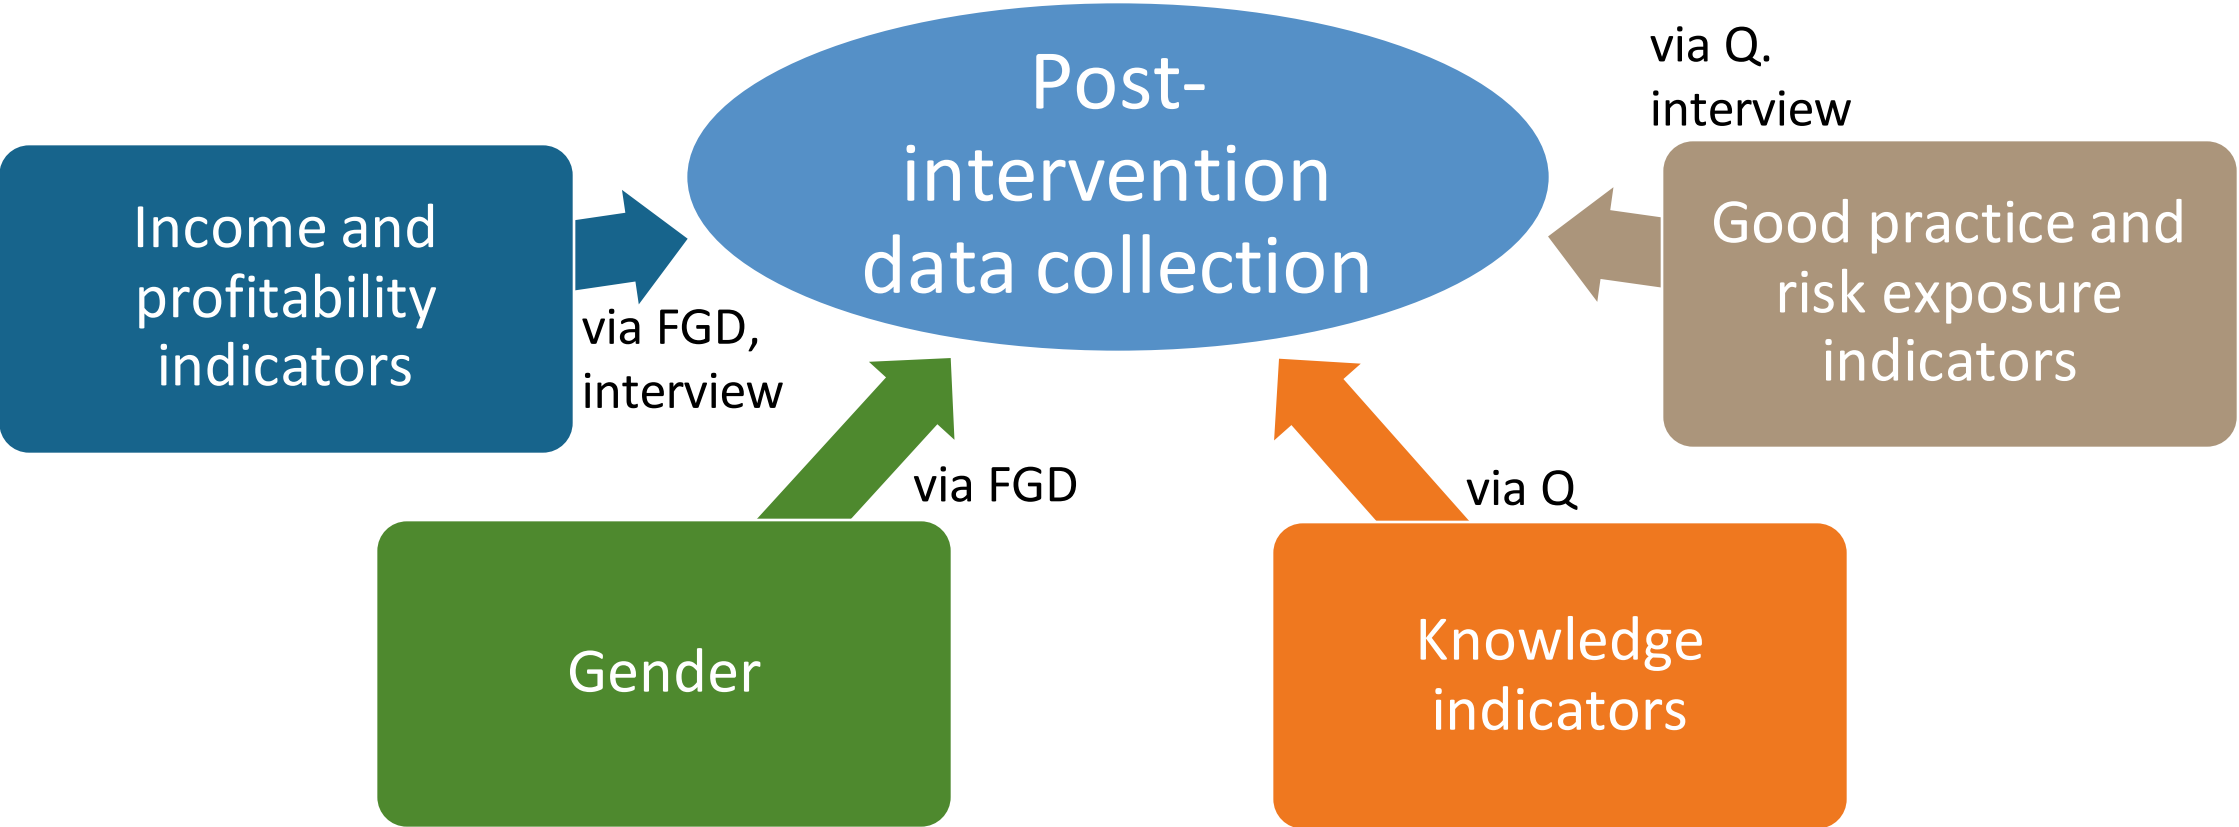 Post-
intervention
data collection
via Q.
interview
Income and
profitability
indicators
via FGD,
interview
Good practice and
risk exposure
indicators
via FGD
via Q
Gender
Knowledge
indicators